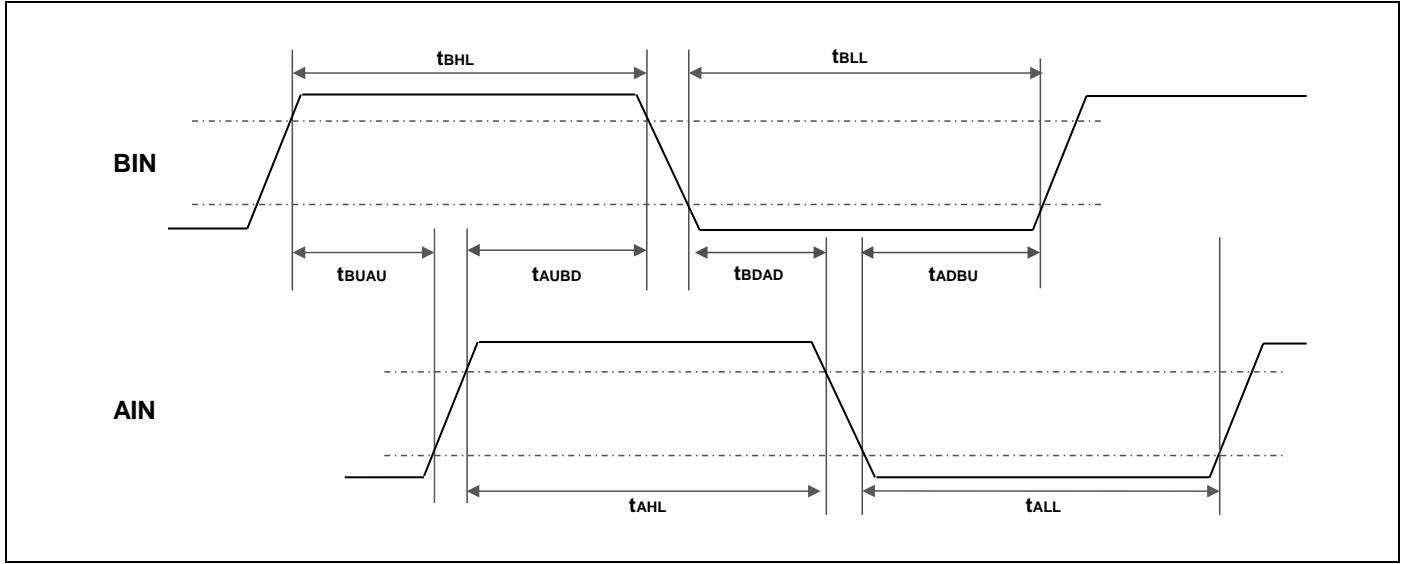 tBHL
tBLL
BIN
tBUAU
tAUBD
tBDAD
tADBU
AIN
tAHL
tALL